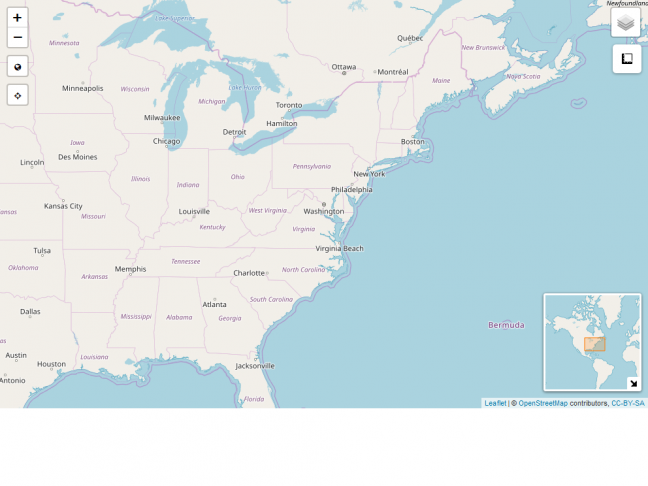 Newfoundland
+
−
Lake Superior
Québec
Minnesota
New Brunswick
Ottawa
Montréal
Maine
Nova Scotia
Minneapolis
Wisconsin
Michigan
Lake Huron
Toronto
Milwaukee
Hamilton
Detroit
Chicago
Boston
Iowa
Des Moines
Lincoln
Pennsylvania
New York
Illinois
Indiana
Ohio
Philadelphia
Kansas City
ansas
Missouri
Louisville
West Virginia
Washington
Kentucky
Virginia
Tulsa
Virginia Beach
Oklahoma
Memphis
Tennessee
Charlotte
North Carolina
Arkansas
Atlanta
South Carolina
Dallas
Mississippi
Alabama
Georgia
Bermuda
as
Austin
Louisiana
Houston
Jacksonville
Antonio
Florida
Leaflet | © OpenStreetMap contributors, CC-BY-SA